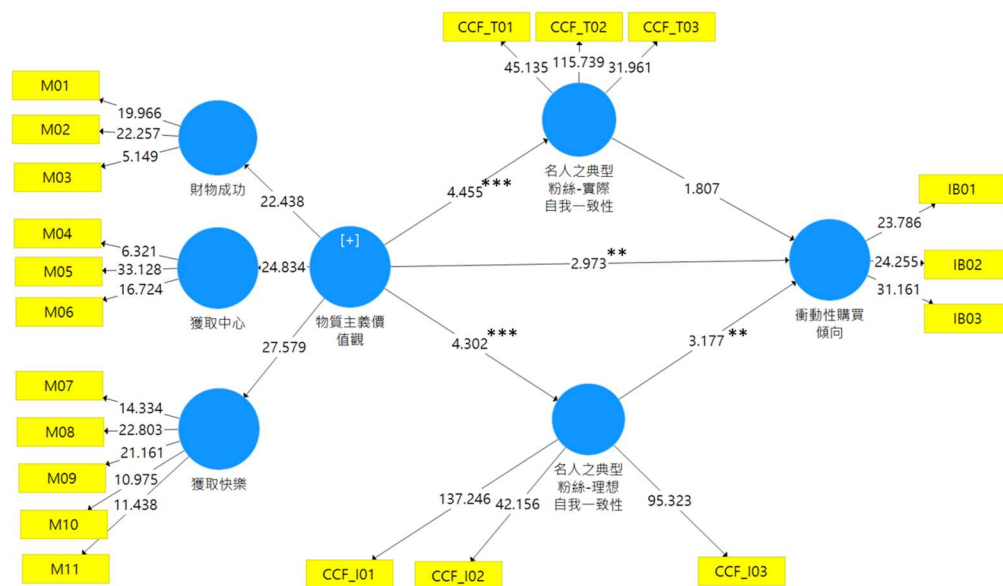 CCF_T01
CCF_T02
CCF_T03
45.135
115.739
31.961
名人之典型
粉絲-實際
自我一致性
M01
M02
M03
19.966
22.257
5.149
財物成功
22.438
4.455***
1.807
M04
M05
M06
6.321
33.128
16.724
獲取中心
24.834
[+]
物質主義價
值觀
2.973**
IB01
IB02
IB03
23.786
24.255
31.161
衝動性購買
傾向
27.579
4.302***
3.177**
M07
M08
M09
M10
M11
14.334
22.803
21.161
10.975
11.438
獲取快樂
名人之典型
粉絲-理想
自我一致性
137.246
42.156
95.323
CCF_I01
CCF_I02
CCF_I03